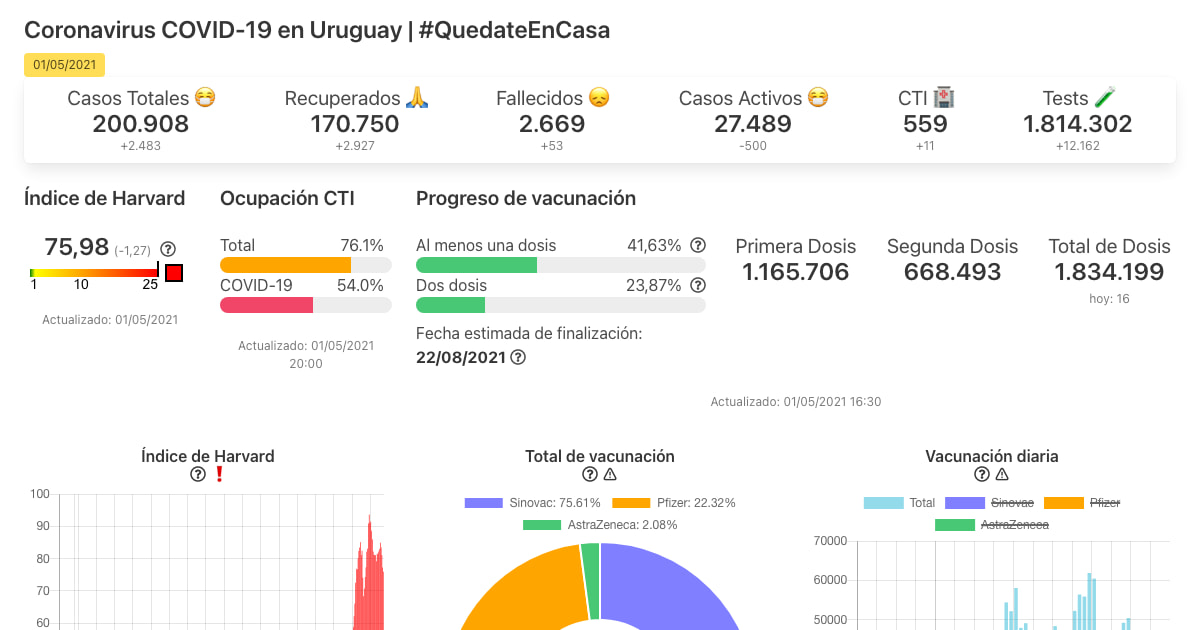 Coronavirus COVID-19 en Uruguay | #QuedateEnCasa
01/05/2021
Casos Totales 😷 Recuperados 🙏 Fallecidos 😞 Casos Activos 😷 CTI 🏥 Tests 🧪
200.908 170.750 2.669 27.489 559 1.814.302
+2.483 +2.927 +53 -500 +11 +12.162
Índice de Harvard
75,98 (-1,27)
1 10 25
Actualizado: 01/05/2021
Ocupación CTI
Total 76.1%
COVID-19 54.0%
Actualizado: 01/05/2021
20:00
Progreso de vacunación
Al menos una dosis 41,63%
Dos dosis 23,87%
Fecha estimada de finalización:
22/08/2021
Primera Dosis Segunda Dosis Total de Dosis
1.165.706 668.493 1.834.199
hoy: 16
Actualizado: 01/05/2021 16:30
Índice de Harvard
❗
100
90
80
70
60
Total de vacunación
Sinovac: 75.61% Pfizer: 22.32%
AstraZeneca: 2.08%
Vacunación diaria
Total Sinovac Pfizer
AstraZeneca
70000
60000
50000